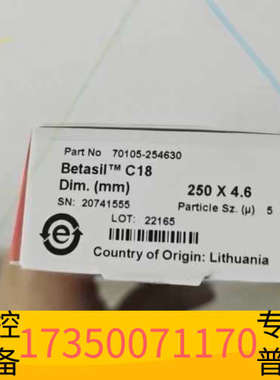 Part No 70105-254630
Betasil™ C18
Dim. (mm) 250 X 4.6
SN: 20741555 Particle Sz. (µ) 5
LOT: 22165
e
Country of Origin: Lithuania
控 17350071170 专
备